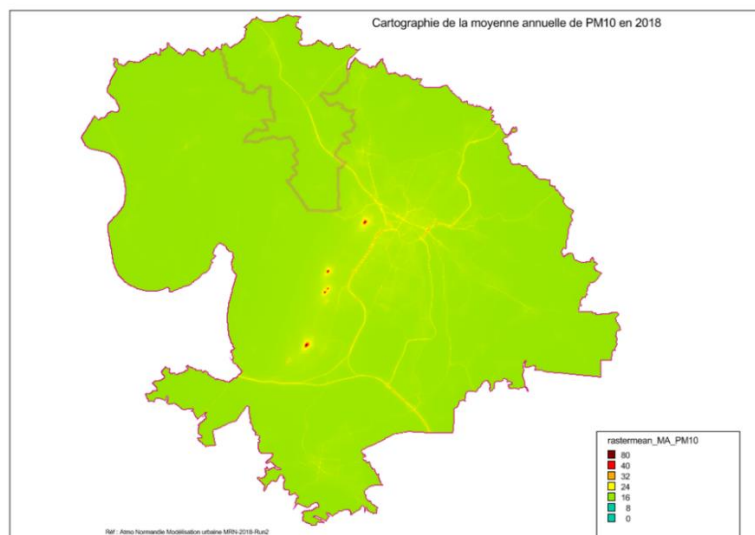 Cartographie de la moyenne annuelle de PM10 en 2018
rastermean_MA_PM10
80
40
32
24
16
8
0
Réf : Atmo Normandie Modélisation urbaine MRN-2018-Run2